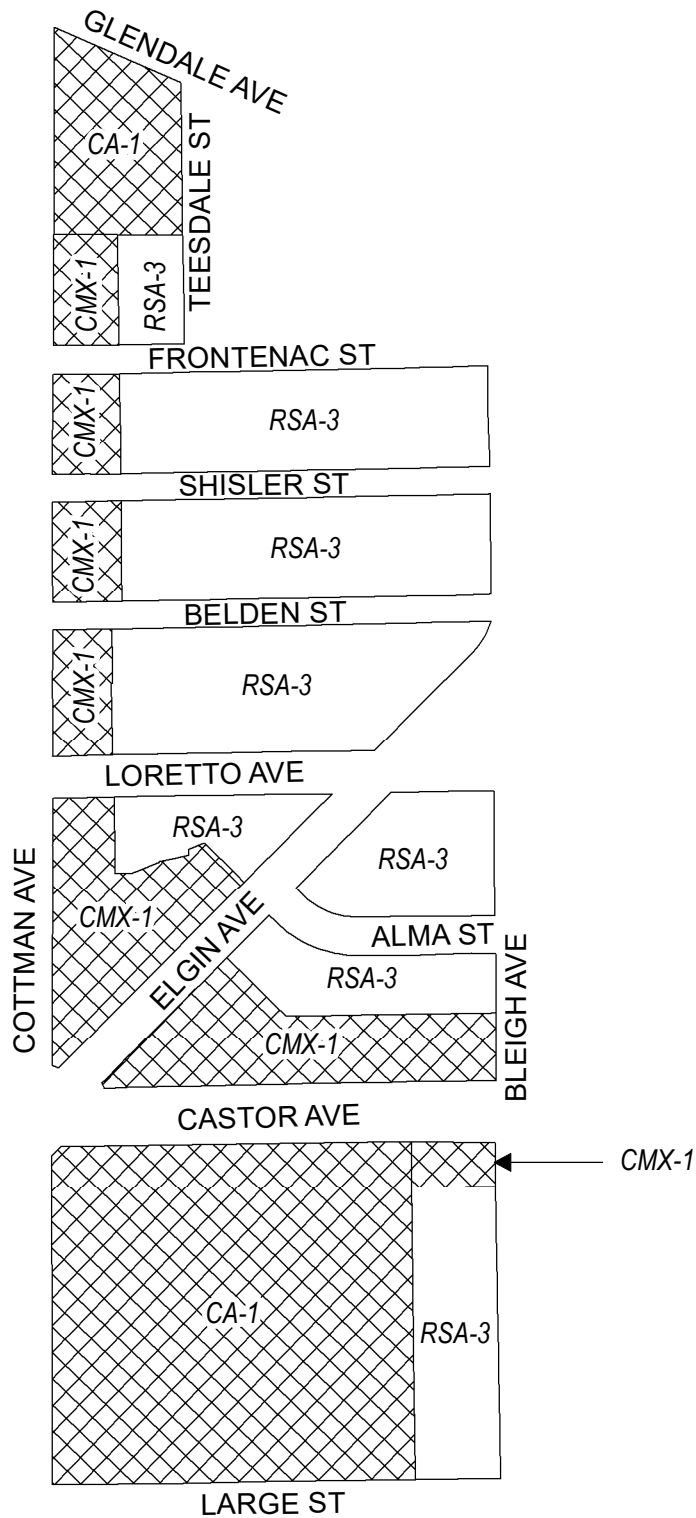 GLENDALE AVE
CA-1
TEESDALE ST
CMX-1
RSA-3
FRONTENAC ST
CMX-1
RSA-3
SHISLER ST
CMX-1
RSA-3
BELDEN ST
CMX-1
RSA-3
LORETTO AVE
RSA-3
RSA-3
COTTMAN AVE
CMX-1
ELGIN AVE
ALMA ST
RSA-3
BLEIGH AVE
CMX-1
CASTOR AVE
CMX-1
CA-1
RSA-3
LARGE ST